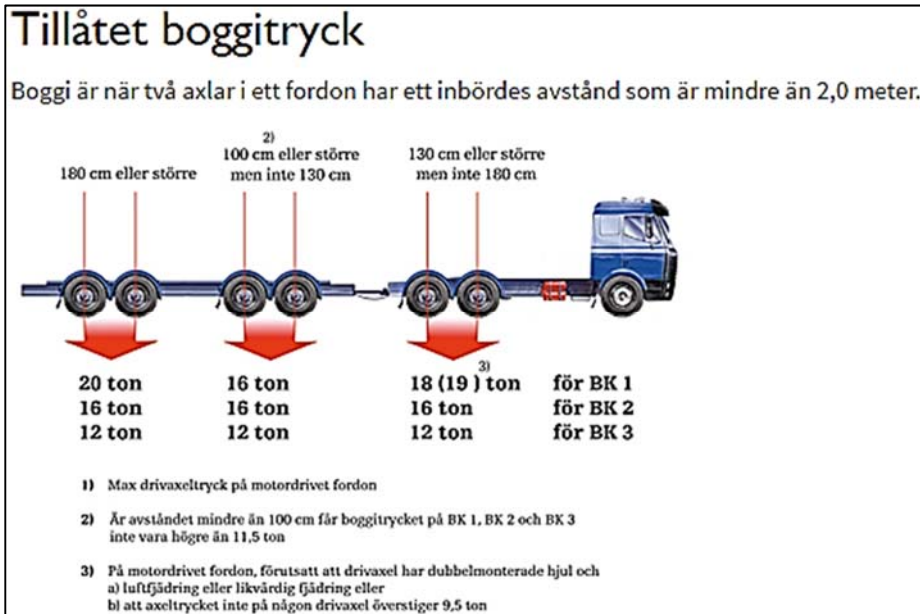 Tillåtet boggitryck
Boggi är när två axlar i ett fordon har ett inbördes avstånd som är mindre än 2,0 meter.
180 cm eller större
2)
100 cm eller större
men inte 130 cm
130 cm eller större
men inte 180 cm
3)
20 ton 16 ton 18 (19 ) ton för BK 1
16 ton 16 ton 16 ton för BK 2
12 ton 12 ton 12 ton för BK 3
1) Max drivaxeltryck på motordrivet fordon
2) Är avståndet mindre än 100 cm får boggitrycket på BK 1, BK 2 och BK 3
inte vara högre än 11,5 ton
3) På motordrivet fordon, förutsatt att drivaxel har dubbelmonterade hjul och
a) luftfjädring eller likvärdig fjädring eller
b) att axeltrycket inte på någon drivaxel överstiger 9,5 ton